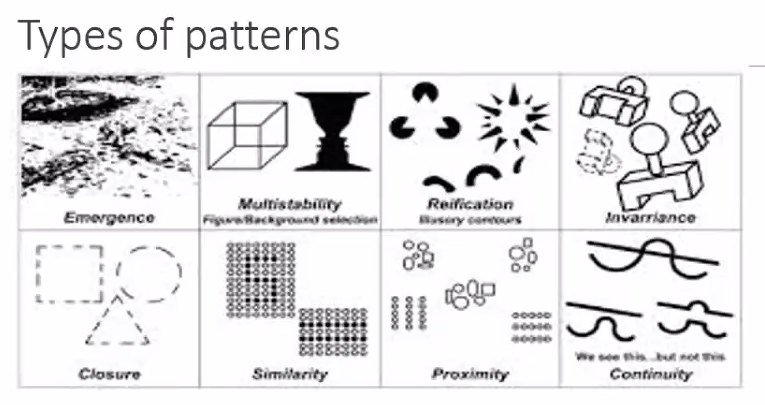 Types of patterns
Emergence
Multistability
Figure/Background selection
Reification
Illusory contours
Invarriance
Closure
Similarity
Proximity
We see this...but not this
Continuity